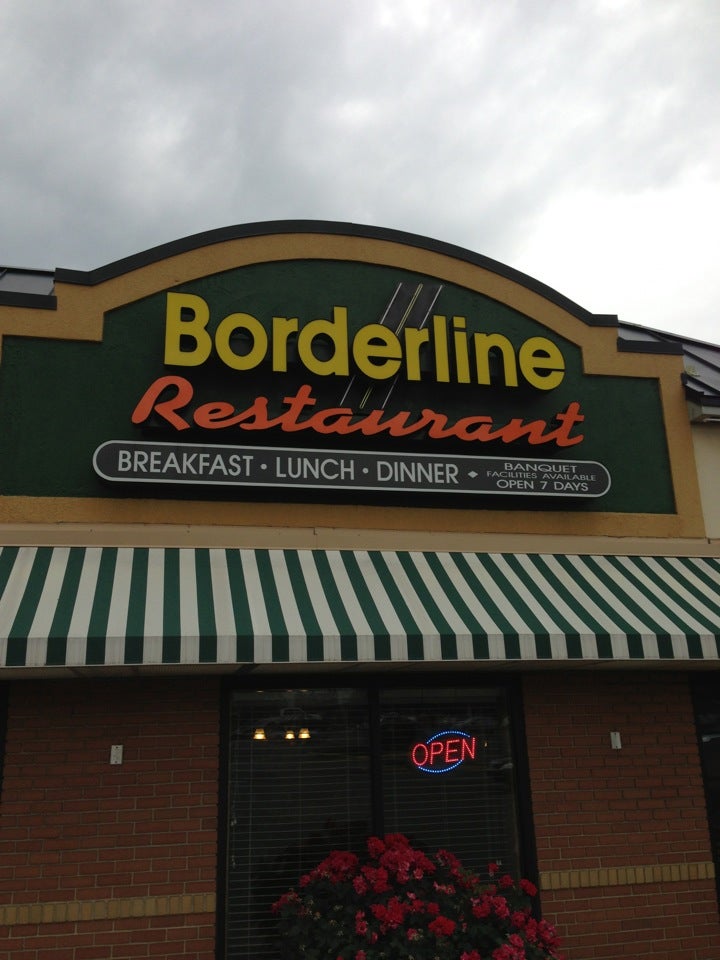 Borderline
Restaurant
BREAKFAST · LUNCH · DINNER ◆ BANQUET
FACILITIES AVAILABLE
OPEN 7 DAYS
OPEN